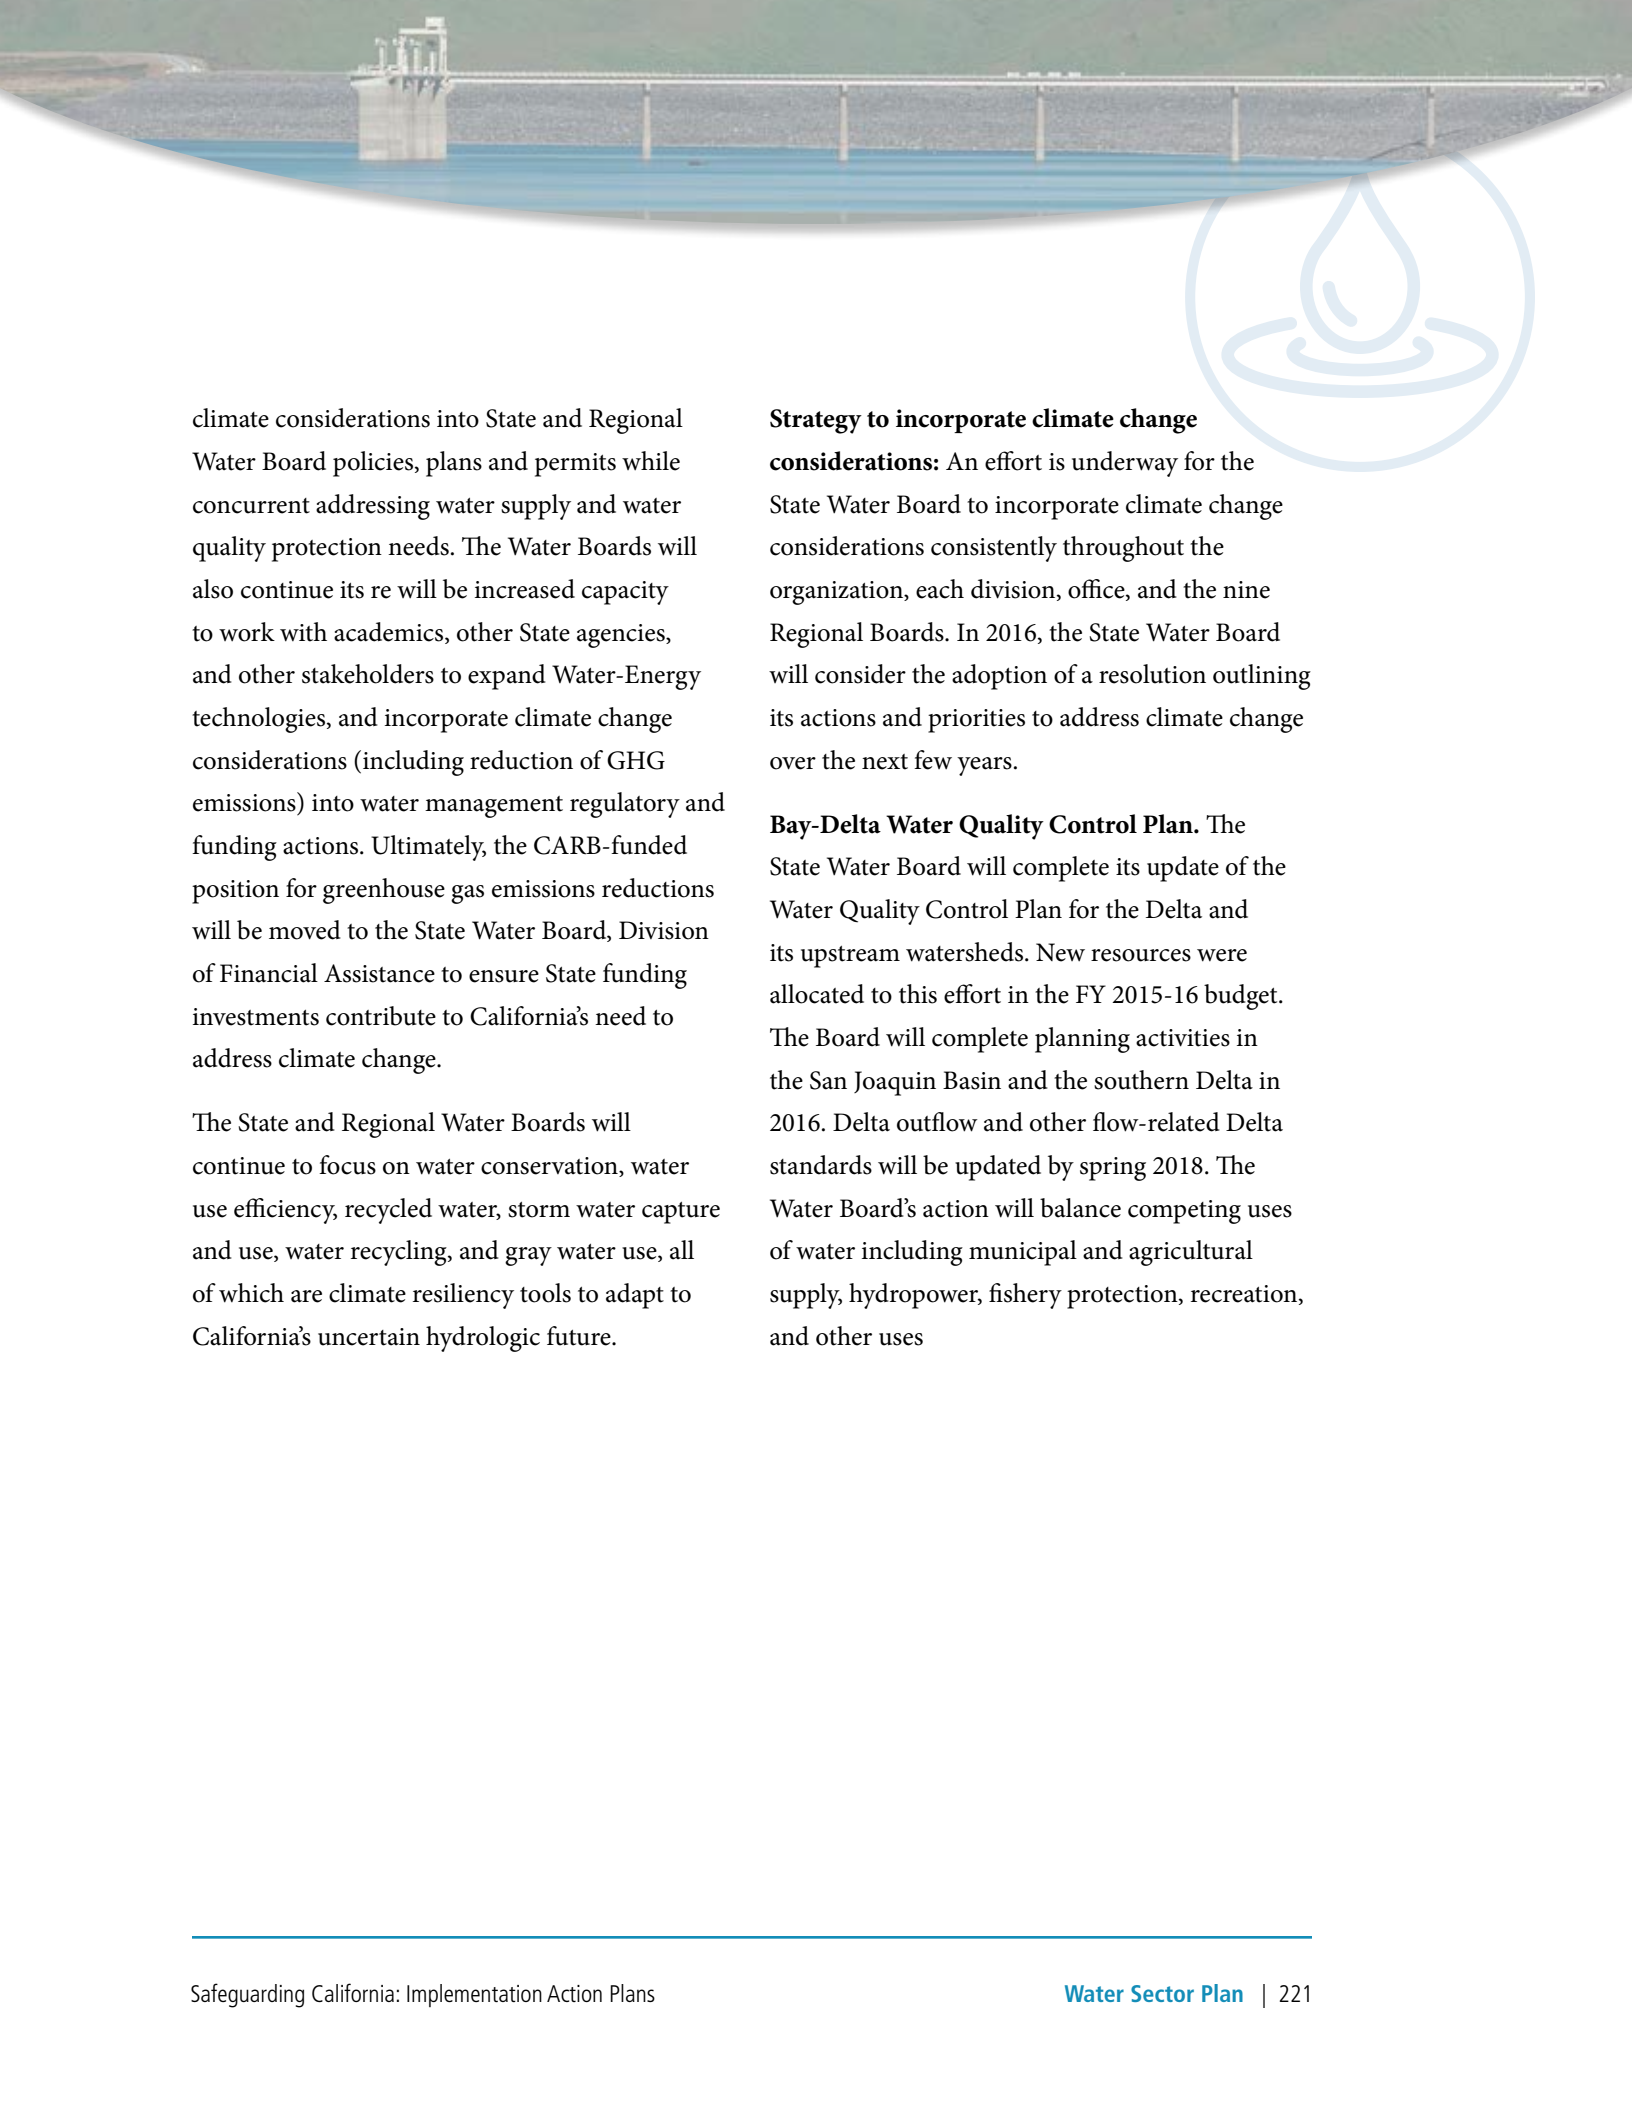 climate considerations into State and Regional
Water Board policies, plans and permits while
concurrent addressing water supply and water
quality protection needs. The Water Boards will
also continue its re will be increased capacity
to work with academics, other State agencies,
and other stakeholders to expand Water-Energy
technologies, and incorporate climate change
considerations (including reduction of GHG
emissions) into water management regulatory and
funding actions. Ultimately, the CARB-funded
position for greenhouse gas emissions reductions
will be moved to the State Water Board, Division
of Financial Assistance to ensure State funding
investments contribute to California’s need to
address climate change.
The State and Regional Water Boards will
continue to focus on water conservation, water
use efficiency, recycled water, storm water capture
and use, water recycling, and gray water use, all
of which are climate resiliency tools to adapt to
California’s uncertain hydrologic future.
Strategy to incorporate climate change
considerations: An effort is underway for the
State Water Board to incorporate climate change
considerations consistently throughout the
organization, each division, office, and the nine
Regional Boards. In 2016, the State Water Board
will consider the adoption of a resolution outlining
its actions and priorities to address climate change
over the next few years.
Bay-Delta Water Quality Control Plan. The
State Water Board will complete its update of the
Water Quality Control Plan for the Delta and
its upstream watersheds. New resources were
allocated to this effort in the FY 2015-16 budget.
The Board will complete planning activities in
the San Joaquin Basin and the southern Delta in
2016. Delta outflow and other flow-related Delta
standards will be updated by spring 2018. The
Water Board’s action will balance competing uses
of water including municipal and agricultural
supply, hydropower, fishery protection, recreation,
and other uses
Safeguarding California: Implementation Action Plans
Water Sector Plan | 221